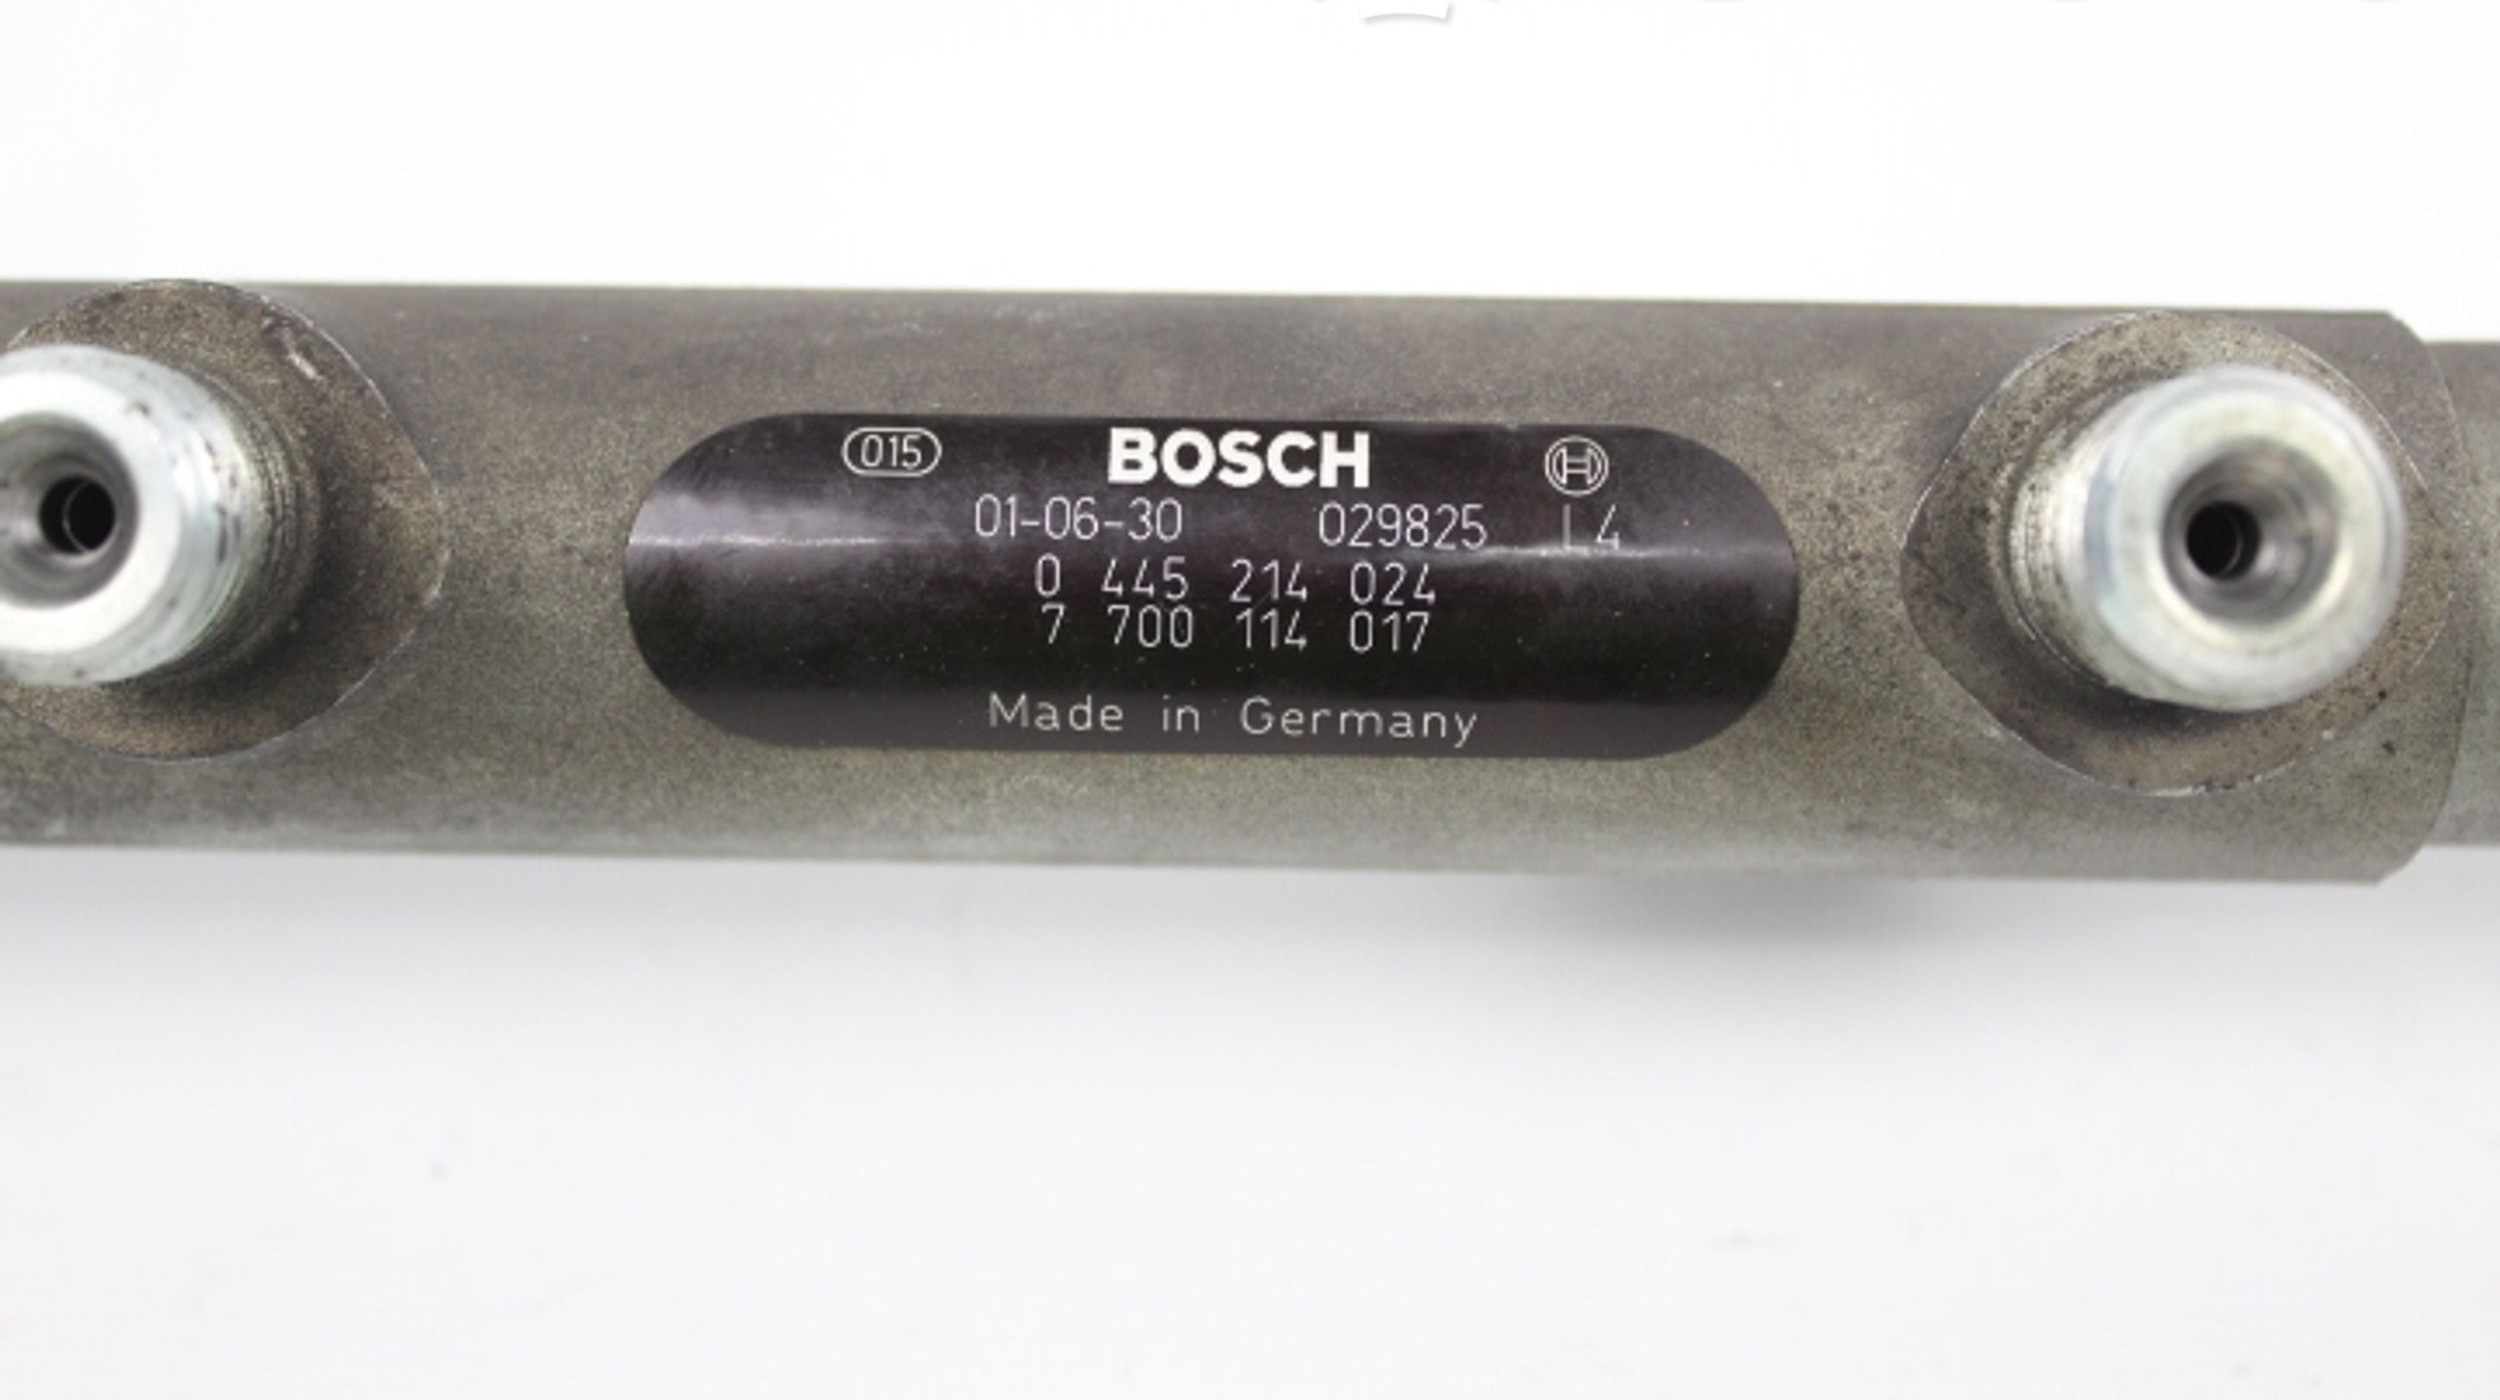 015 BOSCH H
01-06-30 029825 L4
0 445 214 024
7 700 114 017
Made in Germany